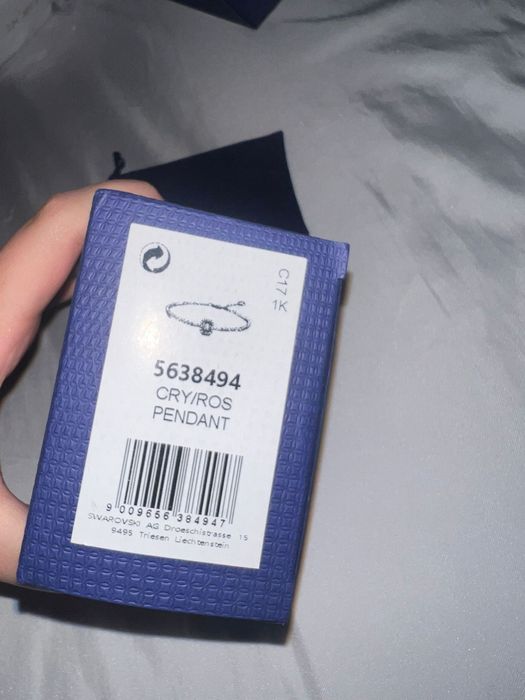 C17
1K
5638494
CRY/ROS
PENDANT
9 009656 384947
SWAROVSKI AG Droeschistrasse 15
9495 Triesen Liechtenstein